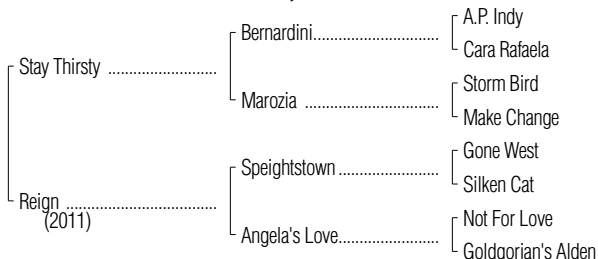 A.P. Indy
Bernardini
Cara Rafaela
Stay Thirsty
Storm Bird
Marozia
Make Change
Gone West
Speightstown
Silken Cat
Reign
(2011)
Not For Love
Angela's Love
Goldgorian's Alden